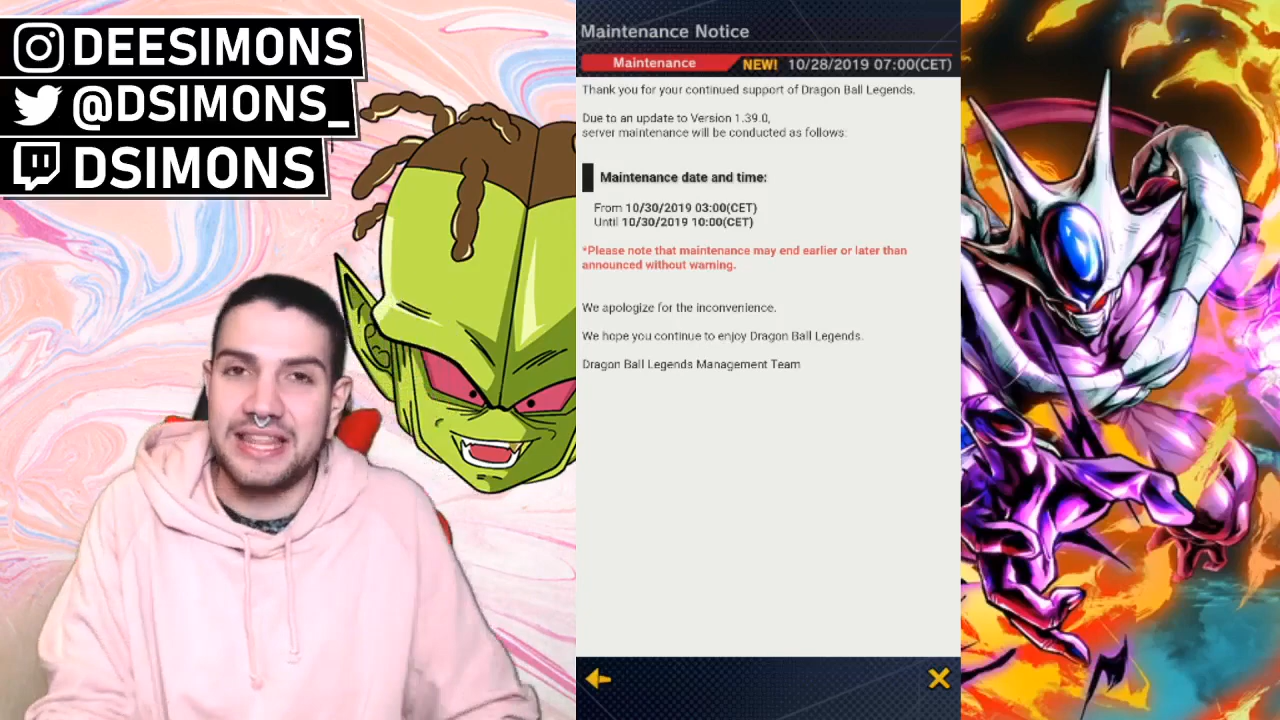 DEESIMONS
@DSIMONS_
DSIMONS
Maintenance Notice
Maintenance NEW! 10/28/2019 07:00(CET)
Thank you for your continued support of Dragon Ball Legends.
Due to an update to Version 1.39.0,
server maintenance will be conducted as follows:
Maintenance date and time:
From 10/30/2019 03:00(CET)
Until 10/30/2019 10:00(CET)
*Please note that maintenance may end earlier or later than
announced without warning.
We apologize for the inconvenience.
We hope you continue to enjoy Dragon Ball Legends.
Dragon Ball Legends Management Team